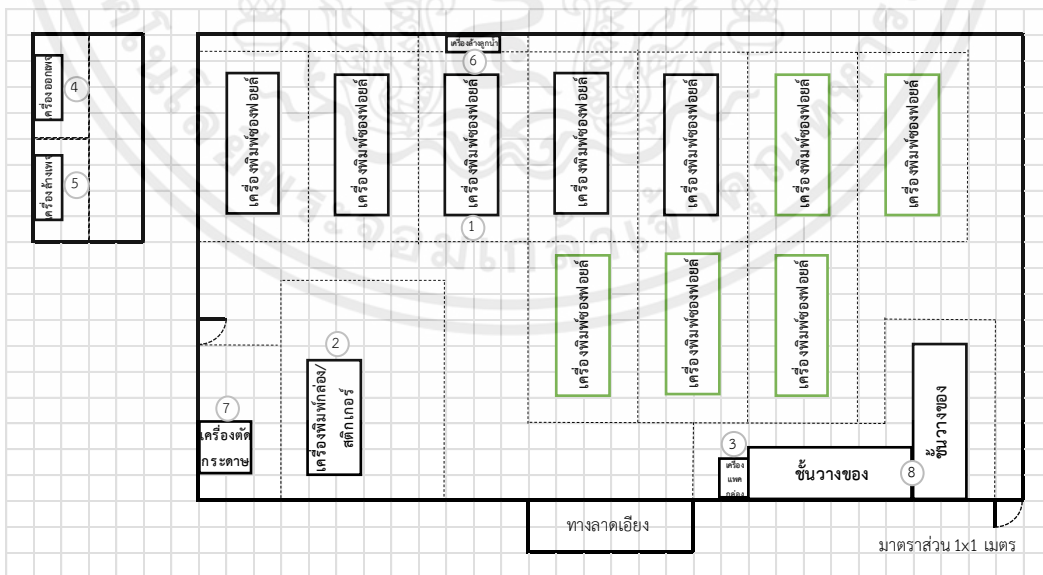 เครื่องล้างลูกน้ำ
6
เครื่องออกเพจ
4
เครื่องล้างเพจ
5
เครื่องพิมพ์ซองฟอยล์
เครื่องพิมพ์ซองฟอยล์
เครื่องพิมพ์ซองฟอยล์
เครื่องพิมพ์ซองฟอยล์
เครื่องพิมพ์ซองฟอยล์
เครื่องพิมพ์ซองฟอยล์
เครื่องพิมพ์ซองฟอยล์
1
เครื่องพิมพ์ซองฟอยล์
เครื่องพิมพ์ซองฟอยล์
เครื่องพิมพ์ซองฟอยล์
2
เครื่องพิมพ์กล่อง/
สติกเกอร์
7
เครื่องตัด
กระดาษ
3
เครื่อง
แพค
กล่อง
ชั้นวางของ
8
ชั้นวางของ
ทางลาดเอียง
มาตราส่วน 1x1 เมตร